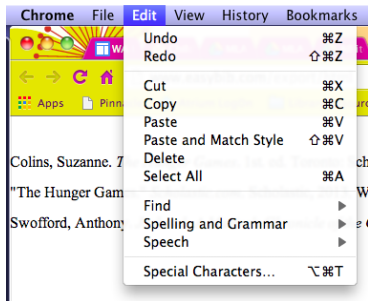 Chrome File Edit View History Bookmarks
Undo ⌘Z
Redo ⇧⌘Z
Cut ⌘X
Copy ⌘C
Paste ⌘V
Paste and Match Style ⇧⌘V
Delete
Select All ⌘A
Find ▶
Spelling and Grammar ▶
Speech ▶
Special Characters... ⌥⌘T
Apps
Colins, Suzanne.
"The Hunger
Swofford, Anthony